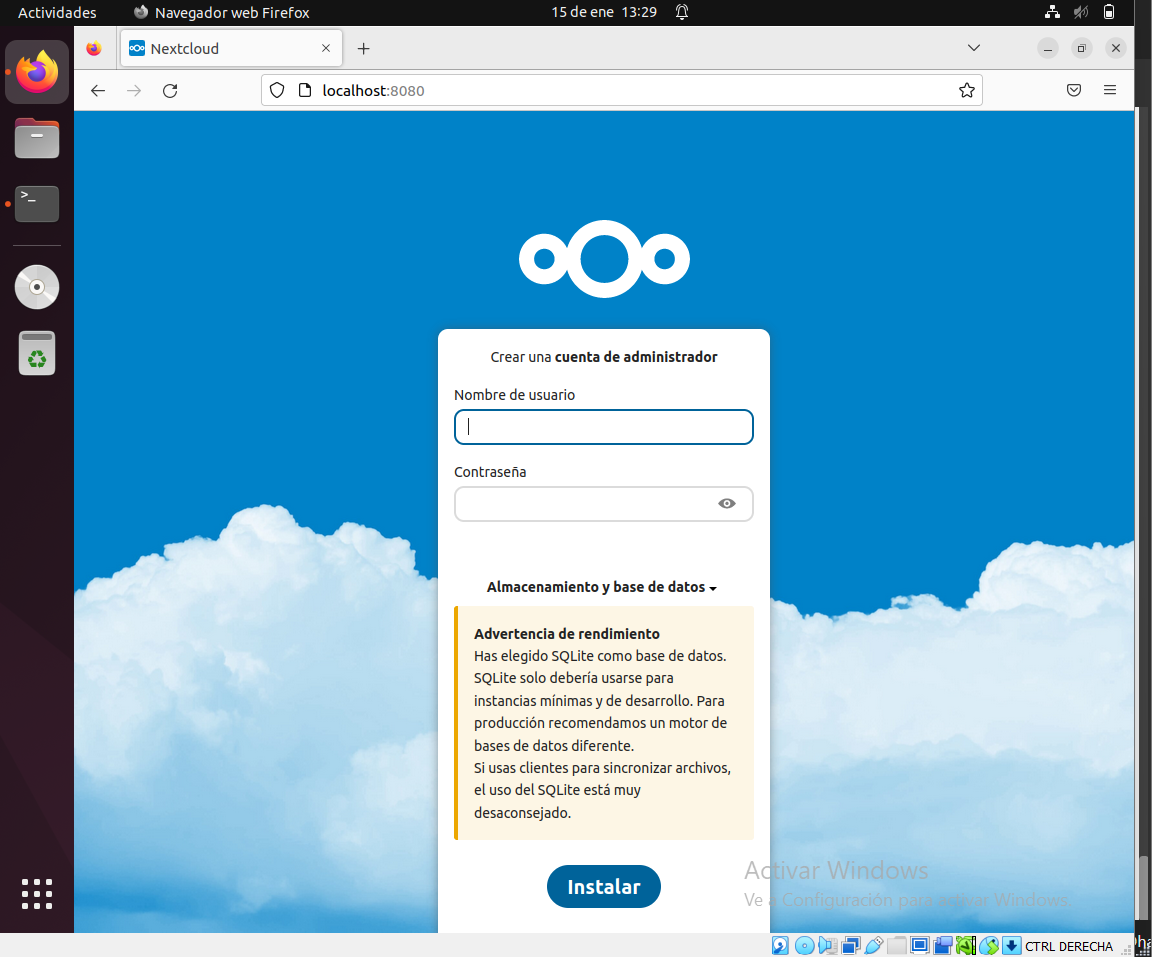 Actividades Navegador web Firefox 15 de ene 13:29
Nextcloud
localhost:8080
Crear una cuenta de administrador
Nombre de usuario
Contraseña
Almacenamiento y base de datos
Advertencia de rendimiento
Has elegido SQLite como base de datos.
SQLite solo debería usarse para
instancias mínimas y de desarrollo. Para
producción recomendamos un motor de
bases de datos diferente.
Si usas clientes para sincronizar archivos,
el uso del SQLite está muy
desaconsejado.
Instalar
Activar Windows
Ve a Configuración para activar Windows.
CTRL DERECHA